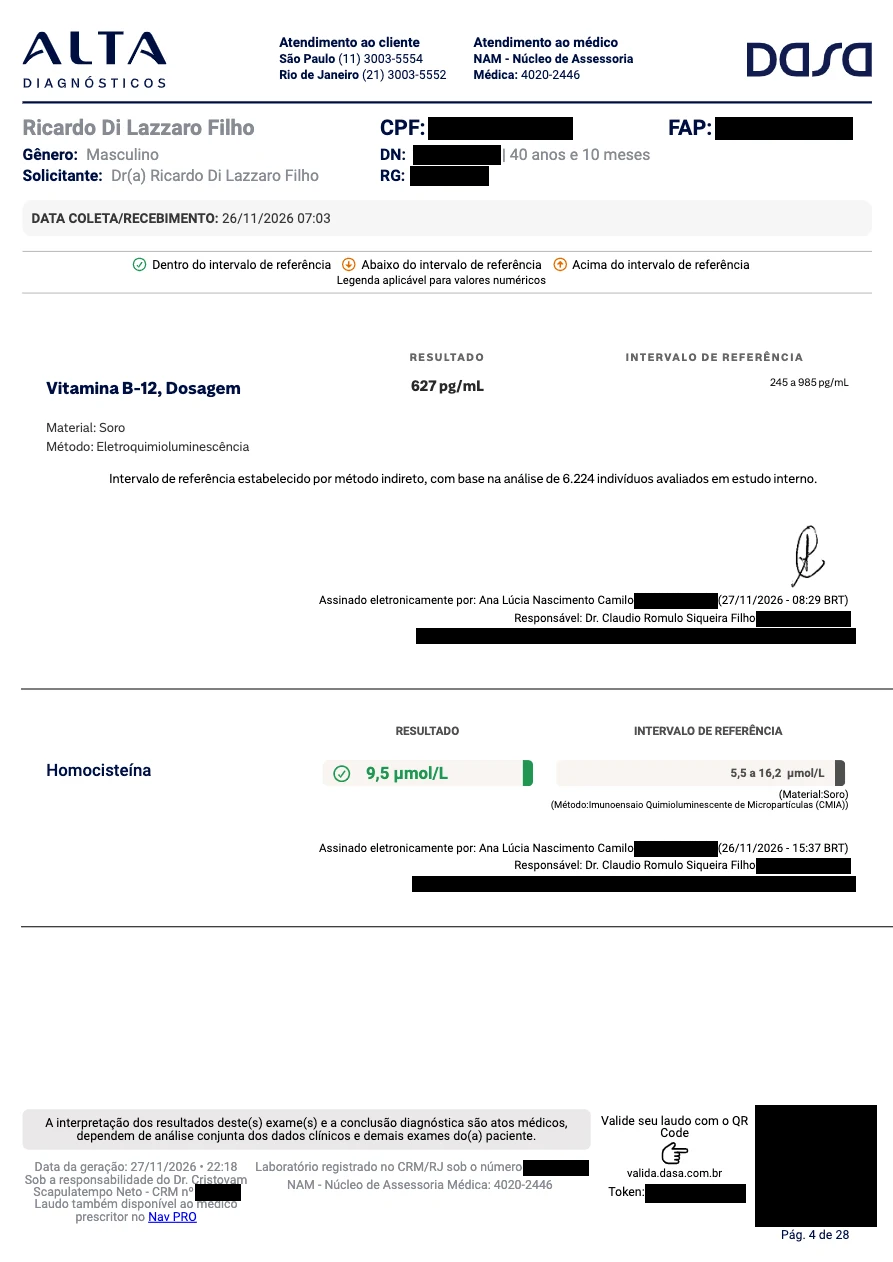 ALTA
DIAGNÓSTICOS
Atendimento ao cliente
São Paulo (11) 3003-5554
Rio de Janeiro (21) 3003-5552
Atendimento ao médico
NAM - Núcleo de Assessoria
Médica: 4020-2446
Dasa
Ricardo Di Lazzaro Filho
CPF:
FAP:
Gênero: Masculino
DN: | 40 anos e 10 meses
Solicitante: Dr(a) Ricardo Di Lazzaro Filho
RG:
DATA COLETA/RECEBIMENTO: 26/11/2026 07:03
Dentro do intervalo de referência Abaixo do intervalo de referência Acima do intervalo de referência
Legenda aplicável para valores numéricos
RESULTADO INTERVALO DE REFERÊNCIA
Vitamina B-12, Dosagem 627 pg/mL 245 a 985 pg/mL
Material: Soro
Método: Eletroquimioluminescência
Intervalo de referência estabelecido por método indireto, com base na análise de 6.224 indivíduos avaliados em estudo interno.
Assinado eletronicamente por: Ana Lúcia Nascimento Camilo (27/11/2026 - 08:29 BRT)
Responsável: Dr. Claudio Romulo Siqueira Filho
RESULTADO INTERVALO DE REFERÊNCIA
Homocisteína 9,5 µmol/L 5,5 a 16,2 µmol/L
(Material:Soro)
(Método:Imunoensaio Quimioluminescente de Micropartículas (CMIA))
Assinado eletronicamente por: Ana Lúcia Nascimento Camilo (26/11/2026 - 15:37 BRT)
Responsável: Dr. Claudio Romulo Siqueira Filho
A interpretação dos resultados deste(s) exame(s) e a conclusão diagnóstica são atos médicos,
dependem de análise conjunta dos dados clínicos e demais exames do(a) paciente.
Data da geração: 27/11/2026 • 22:18
Sob a responsabilidade do Dr. Cristovam
Scapulatempo Neto - CRM nº
Laudo também disponível ao médico
prescritor no Nav PRO
Laboratório registrado no CRM/RJ sob o número
NAM - Núcleo de Assessoria Médica: 4020-2446
Valide seu laudo com o QR
Code
valida.dasa.com.br
Token:
Pág. 4 de 28